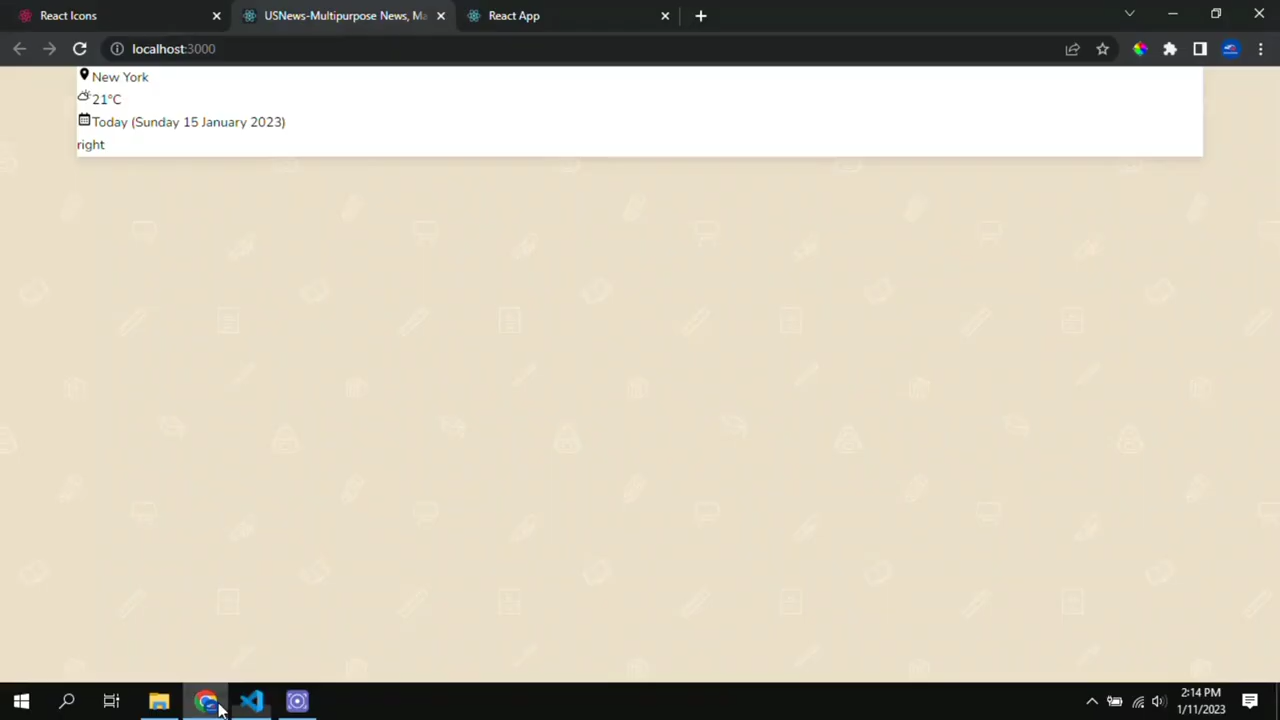 React Icons
USNews-Multipurpose News, Ma
React App
localhost:3000
New York
21°C
Today (Sunday 15 January 2023)
right
2:14 PM
1/11/2023